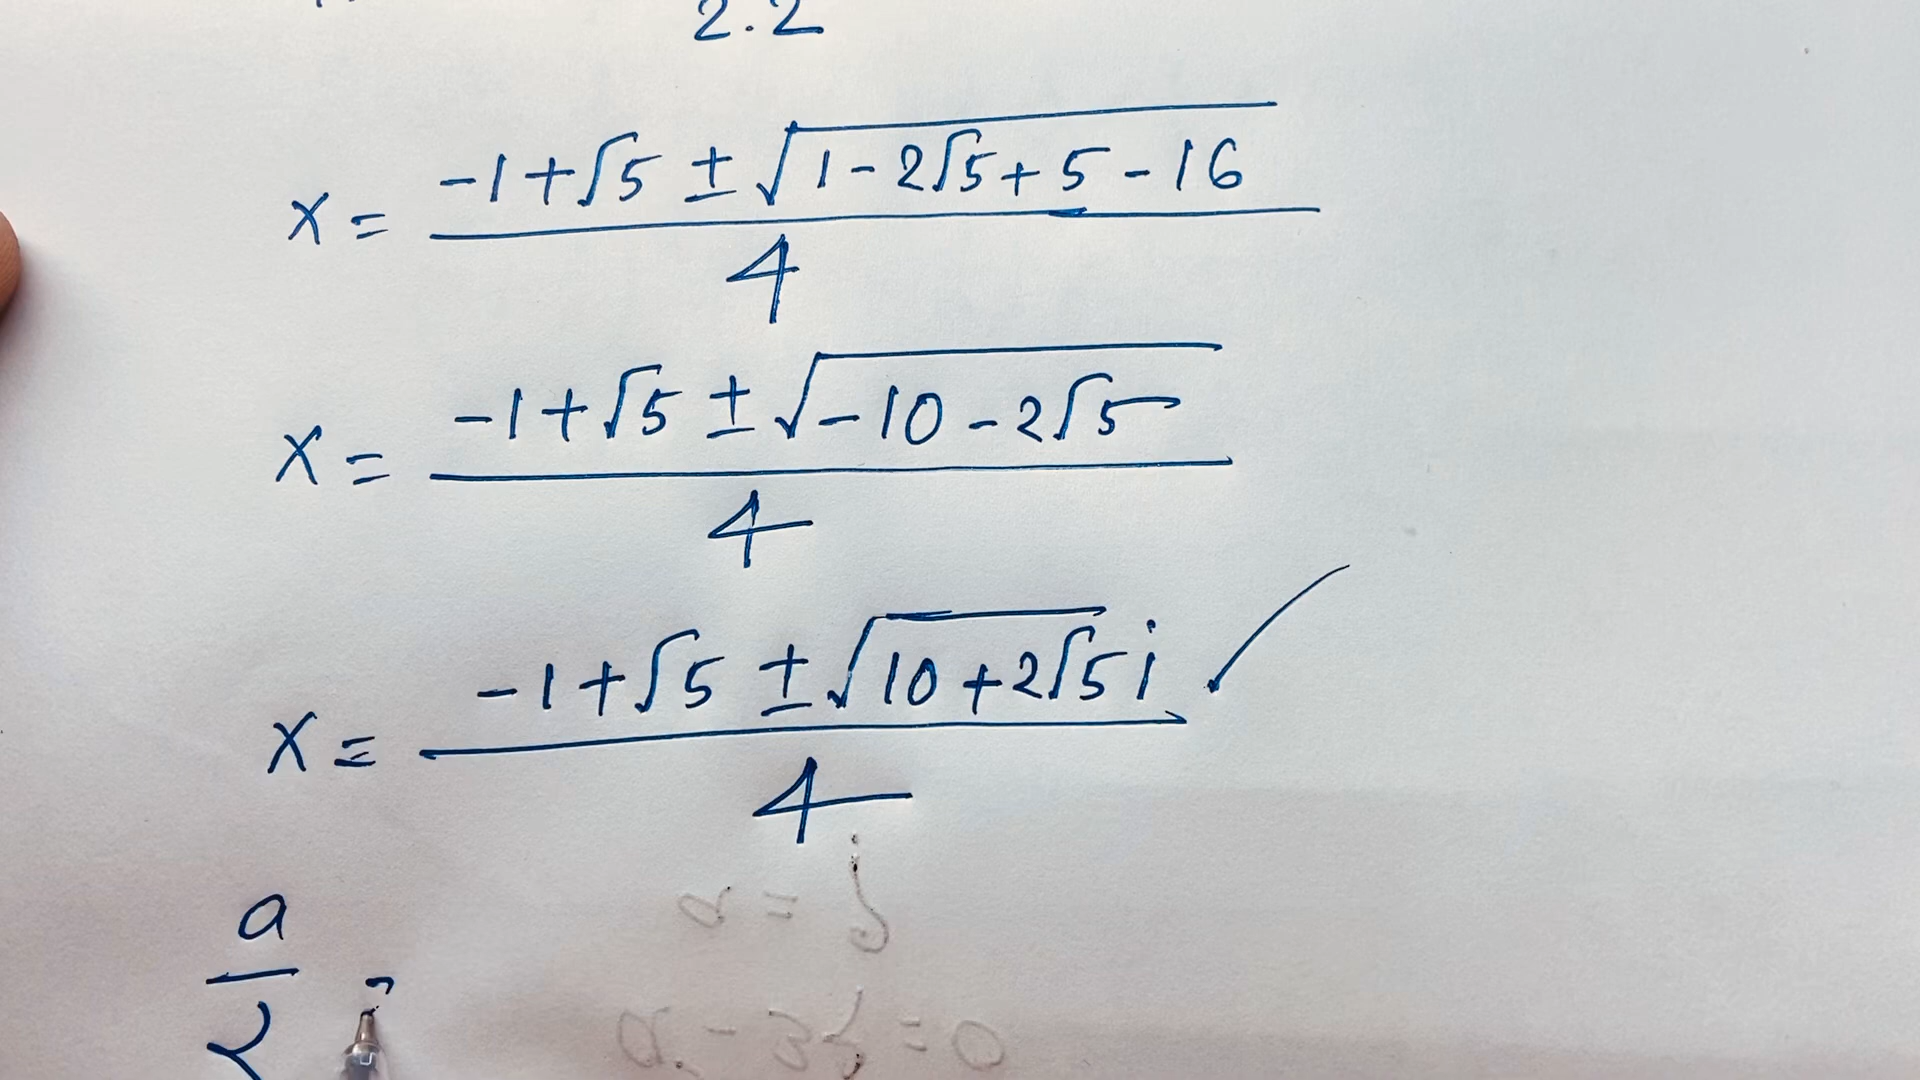 2.2
x = (-1+√5 ± √(1-2√5+5-16))/4
x = (-1+√5 ± √(-10-2√5))/4
x = (-1+√5 ± √(10+2√5) i)/4 ✓
a